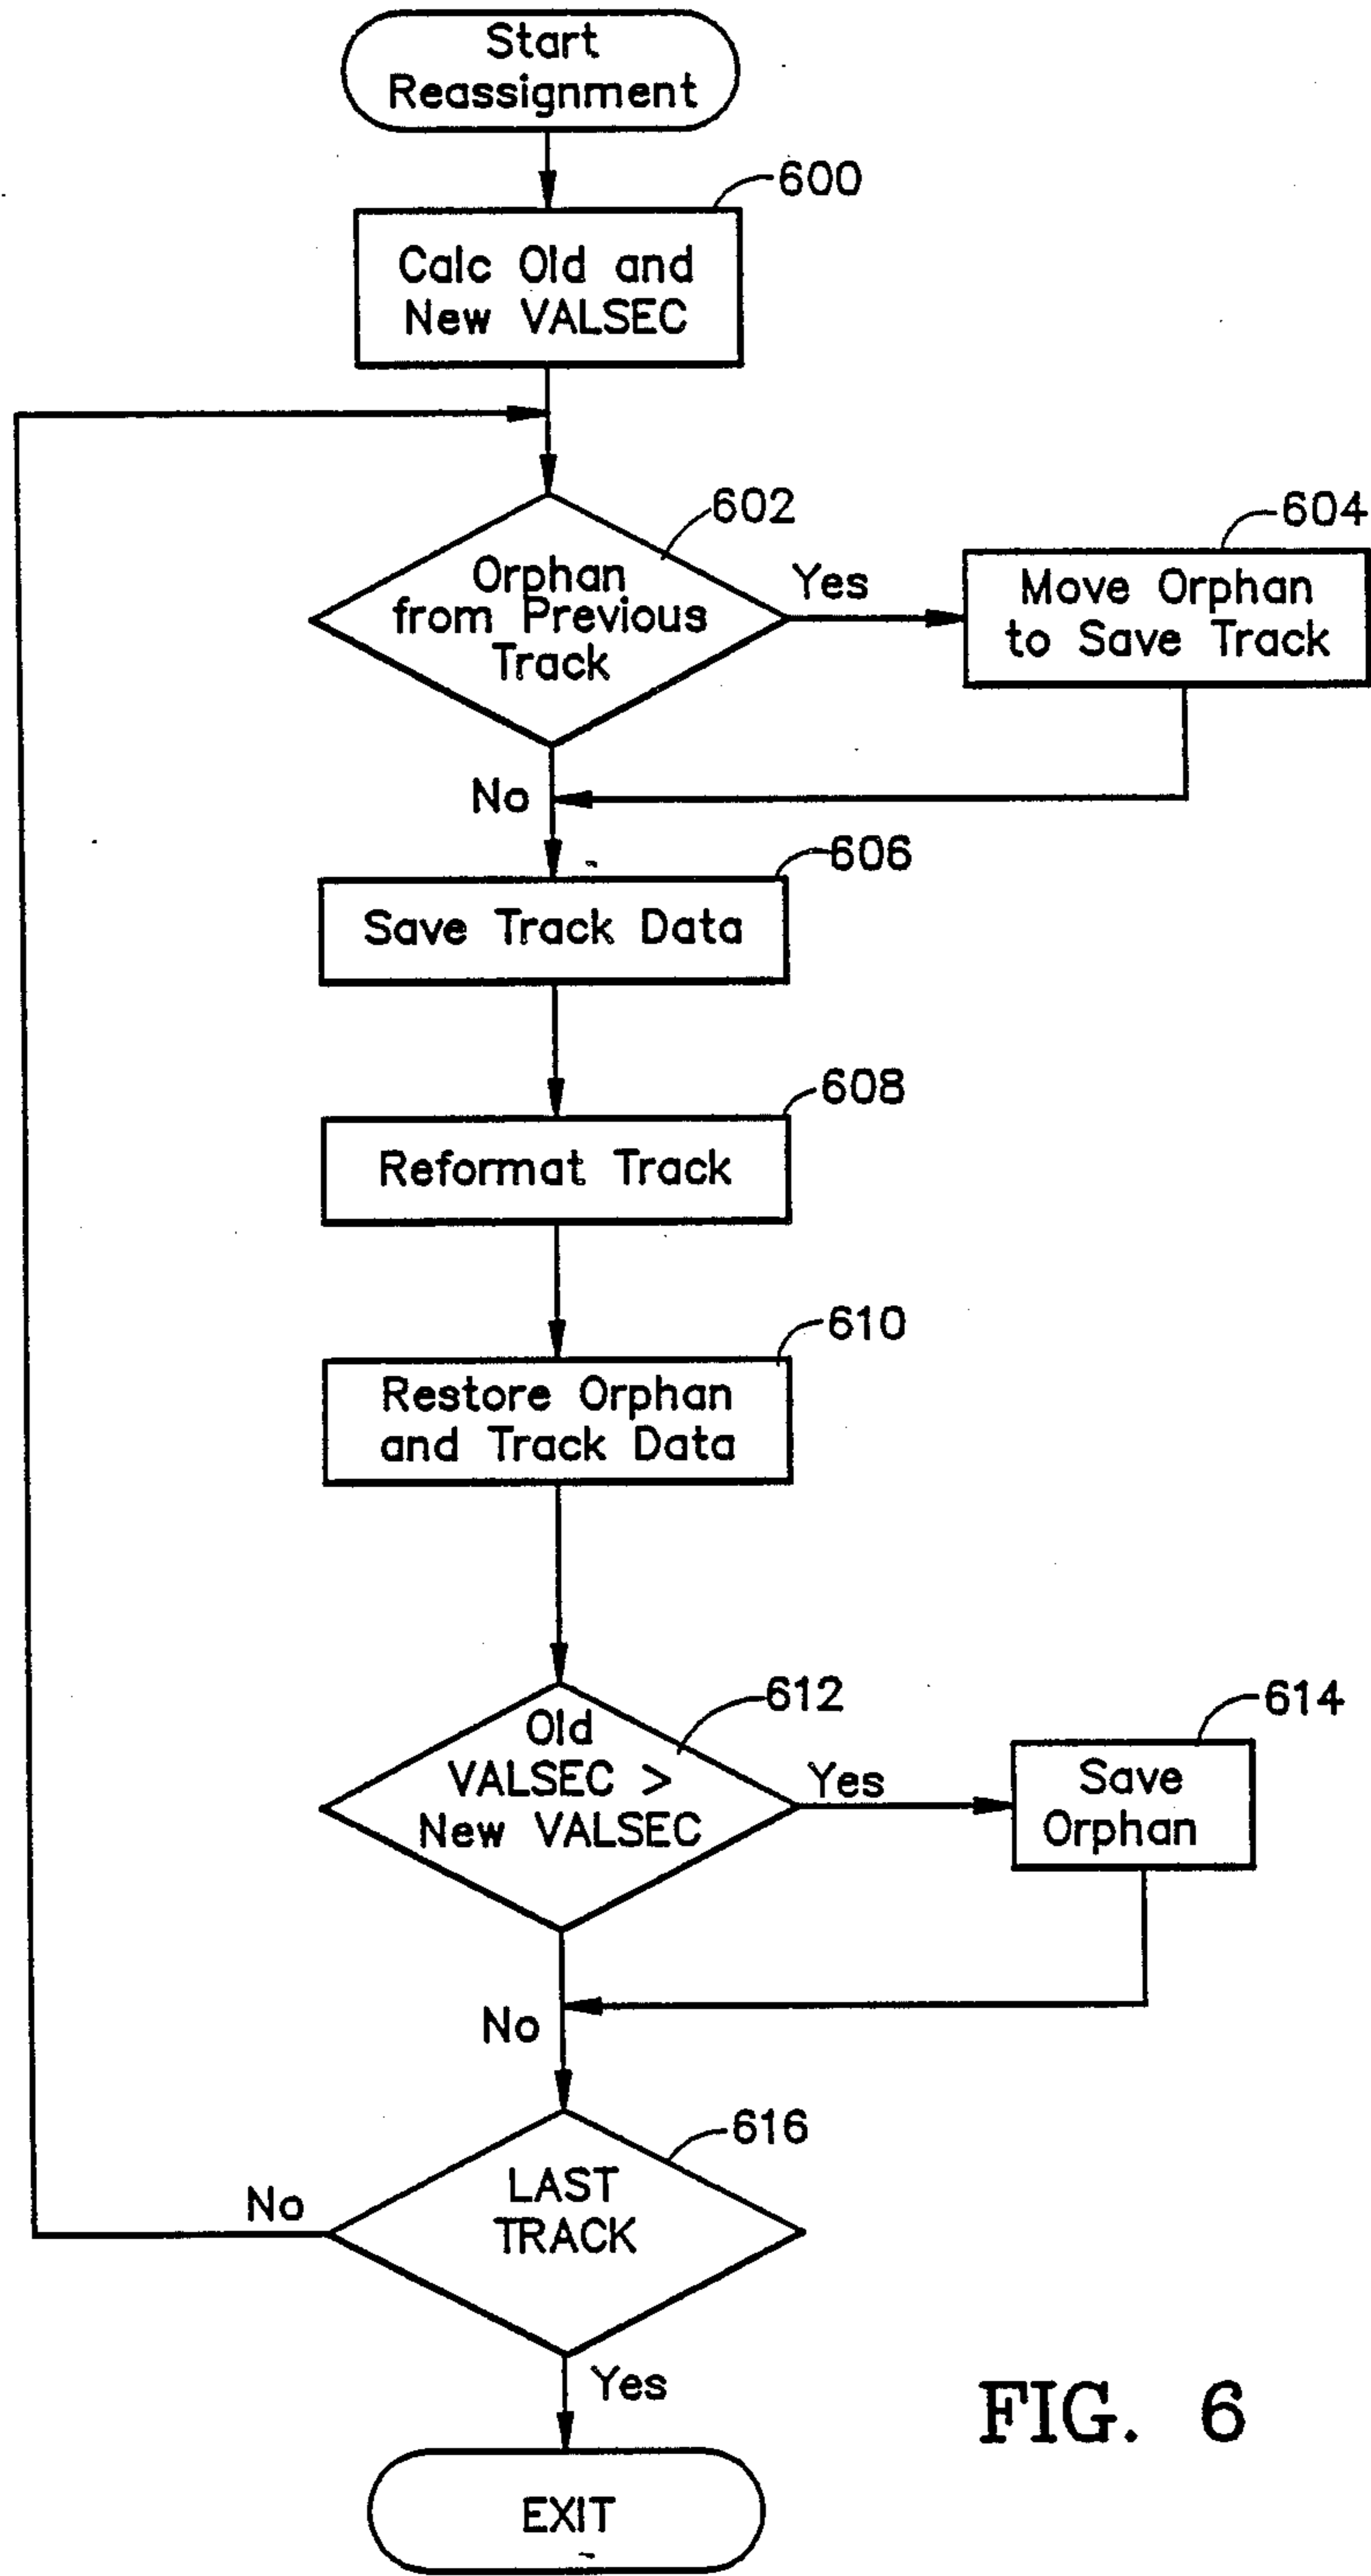 Start
Reassignment
600
Calc Old and
New VALSEC
602
Orphan
from Previous
Track
Yes
604
Move Orphan
to Save Track
No
606
Save Track Data
608
Reformat Track
610
Restore Orphan
and Track Data
612
Old
VALSEC >
New VALSEC
Yes
614
Save
Orphan
No
616
LAST
TRACK
No
Yes
EXIT
FIG. 6